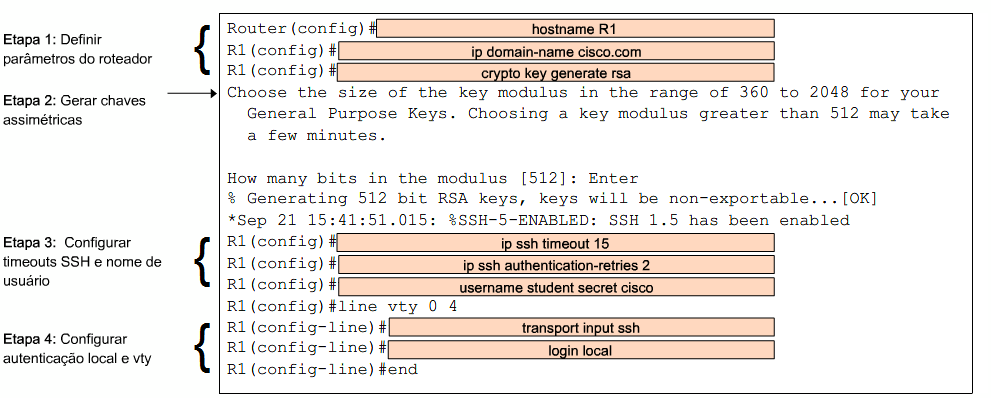 Etapa 1: Definir
parâmetros do roteador
Router(config)#hostname R1
R1(config)#ip domain-name cisco.com
R1(config)#crypto key generate rsa
Etapa 2: Gerar chaves
assimétricas
Choose the size of the key modulus in the range of 360 to 2048 for your
General Purpose Keys. Choosing a key modulus greater than 512 may take
a few minutes.
How many bits in the modulus [512]: Enter
% Generating 512 bit RSA keys, keys will be non-exportable...[OK]
*Sep 21 15:41:51.015: %SSH-5-ENABLED: SSH 1.5 has been enabled
Etapa 3: Configurar
timeouts SSH e nome de
usuário
R1(config)#ip ssh timeout 15
R1(config)#ip ssh authentication-retries 2
R1(config)#username student secret cisco
R1(config)#line vty 0 4
Etapa 4: Configurar
autenticação local e vty
R1(config-line)#transport input ssh
R1(config-line)#login local
R1(config-line)#end